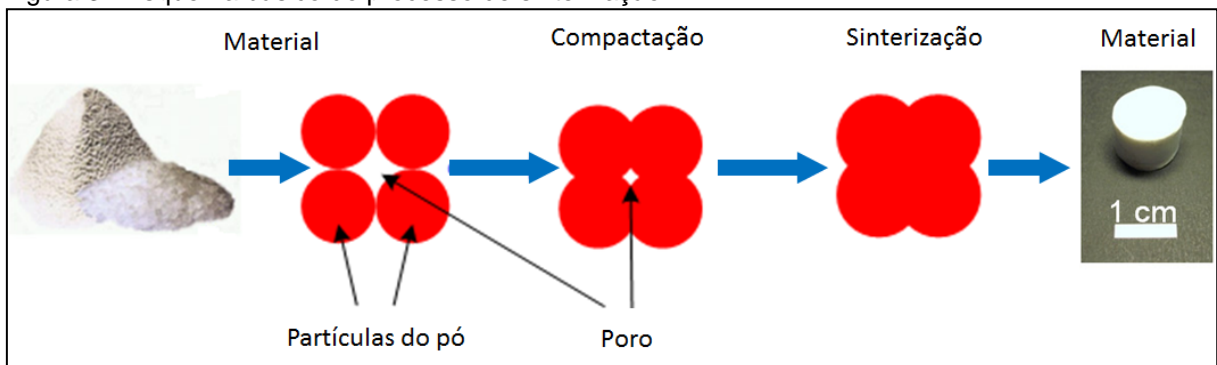 Material
Compactação
Sinterização
Material
1 cm
Partículas do pó
Poro